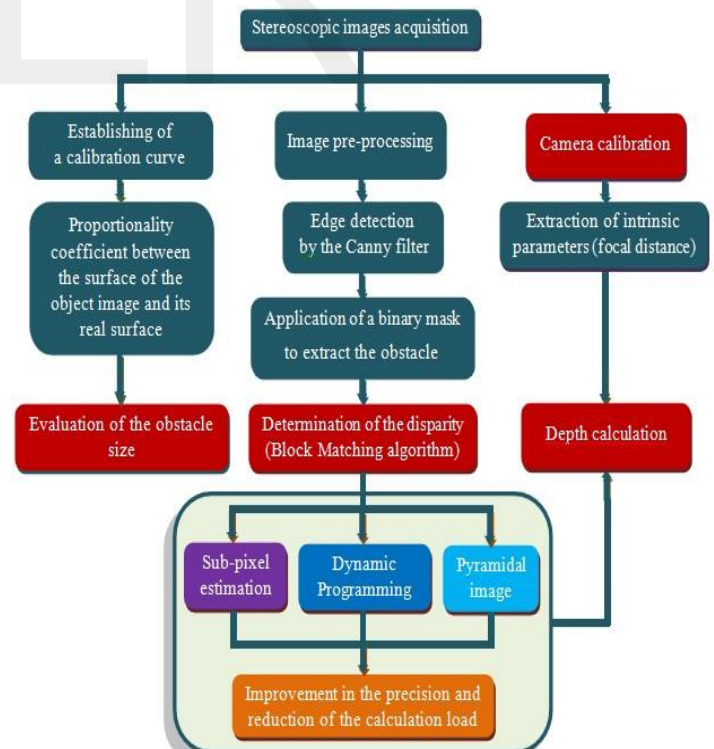 Stereoscopic images acquisition
Establishing of
a calibration curve
Image pre-processing
Camera calibration
Proportionality
coefficient between
the surface of the
object image and its
real surface
Edge detection
by the Canny filter
Extraction of intrinsic
parameters (focal distance)
Application of a binary mask
to extract the obstacle
Evaluation of the obstacle
size
Determination of the disparity
(Block Matching algorithm)
Depth calculation
Sub-pixel
estimation
Dynamic
Programming
Pyramidal
image
Improvement in the precision and
reduction of the calculation load